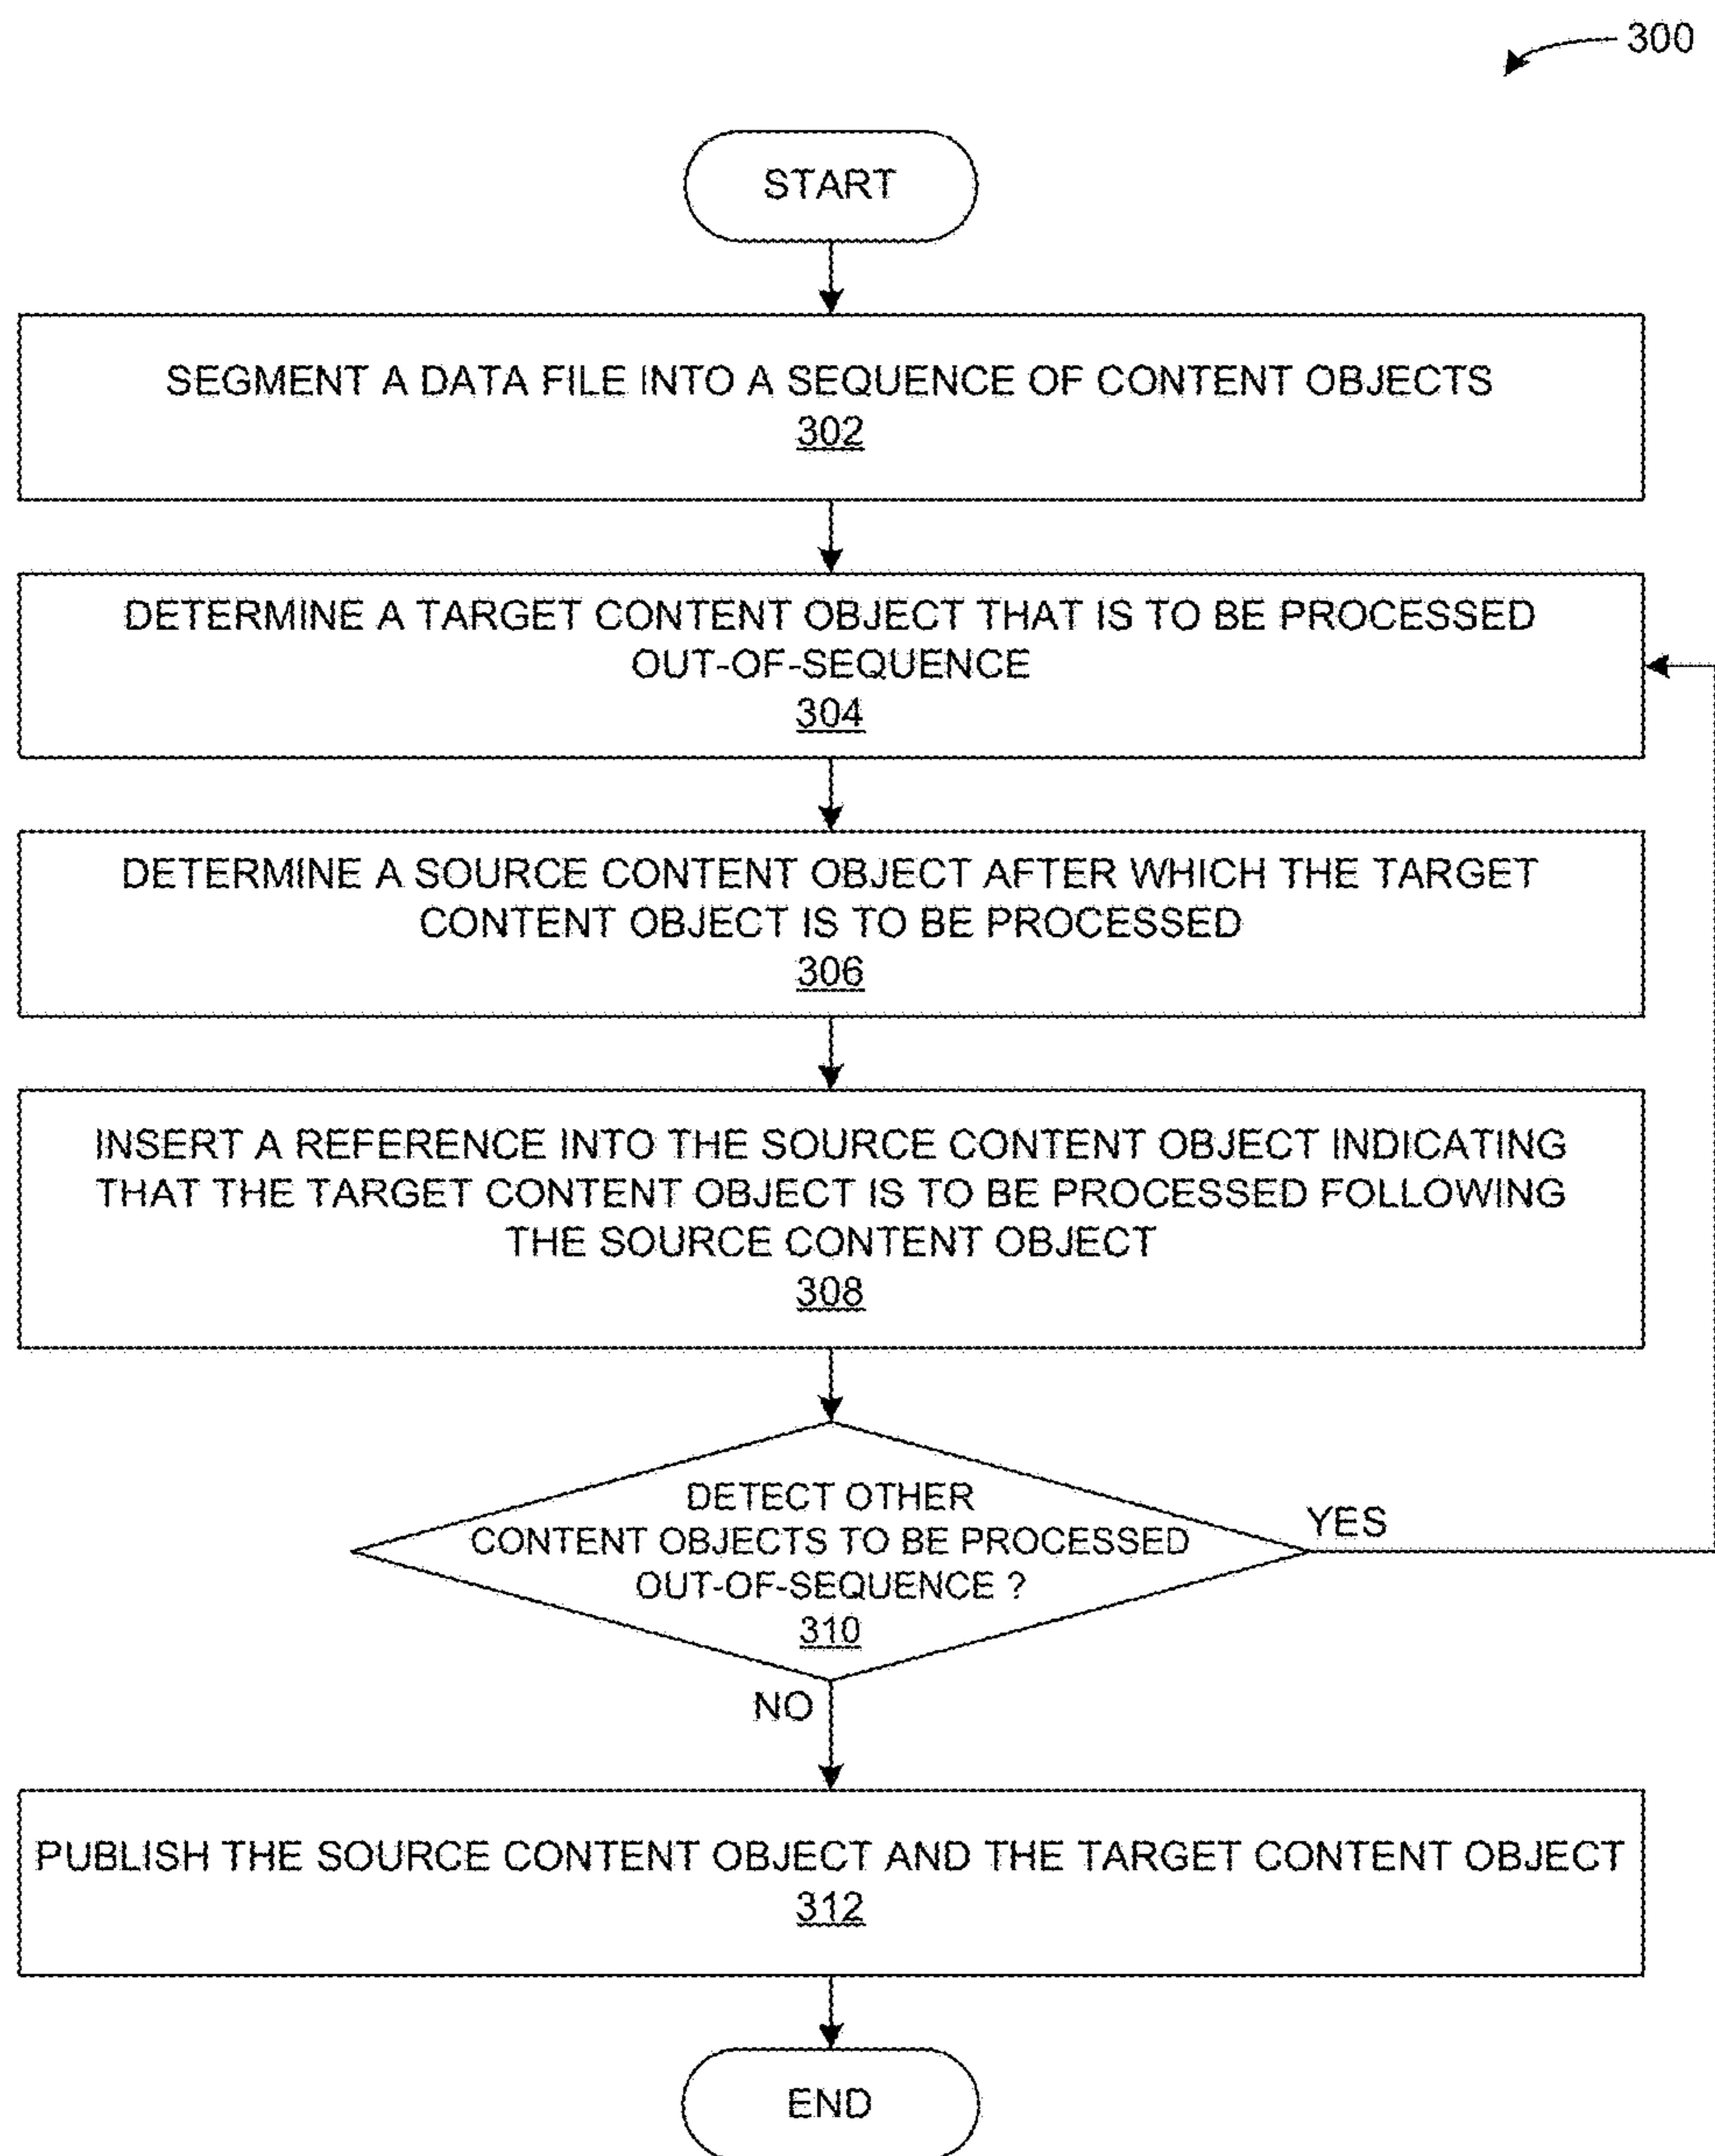 300
START
SEGMENT A DATA FILE INTO A SEQUENCE OF CONTENT OBJECTS
302
DETERMINE A TARGET CONTENT OBJECT THAT IS TO BE PROCESSED
OUT-OF-SEQUENCE
304
DETERMINE A SOURCE CONTENT OBJECT AFTER WHICH THE TARGET
CONTENT OBJECT IS TO BE PROCESSED
306
INSERT A REFERENCE INTO THE SOURCE CONTENT OBJECT INDICATING
THAT THE TARGET CONTENT OBJECT IS TO BE PROCESSED FOLLOWING
THE SOURCE CONTENT OBJECT
308
DETECT OTHER
CONTENT OBJECTS TO BE PROCESSED
OUT-OF-SEQUENCE ?
310
YES
NO
PUBLISH THE SOURCE CONTENT OBJECT AND THE TARGET CONTENT OBJECT
312
END